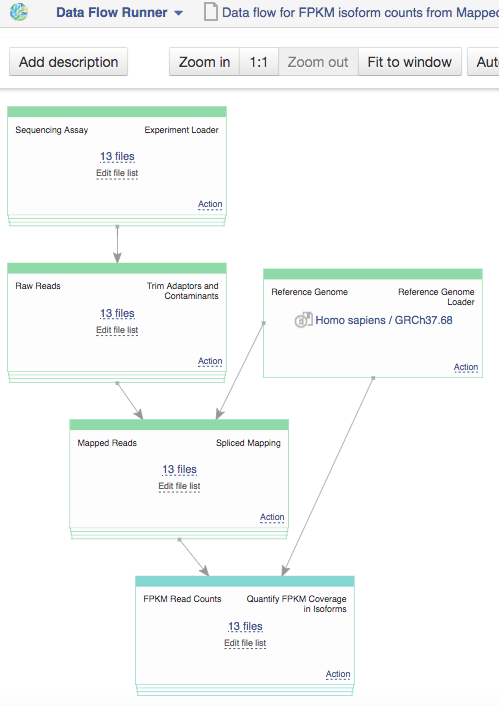 Data Flow Runner
Data flow for FPKM isoform counts from Mapped
Add description
Zoom in
1:1
Zoom out
Fit to window
Sequencing Assay
Experiment Loader
13 files
Edit file list
Action
Raw Reads
Trim Adaptors and
Contaminants
13 files
Edit file list
Action
Reference Genome
Reference Genome
Loader
Homo sapiens / GRCh37.68
Action
Mapped Reads
Spliced Mapping
13 files
Edit file list
Action
FPKM Read Counts
Quantify FPKM Coverage
in Isoforms
13 files
Edit file list
Action